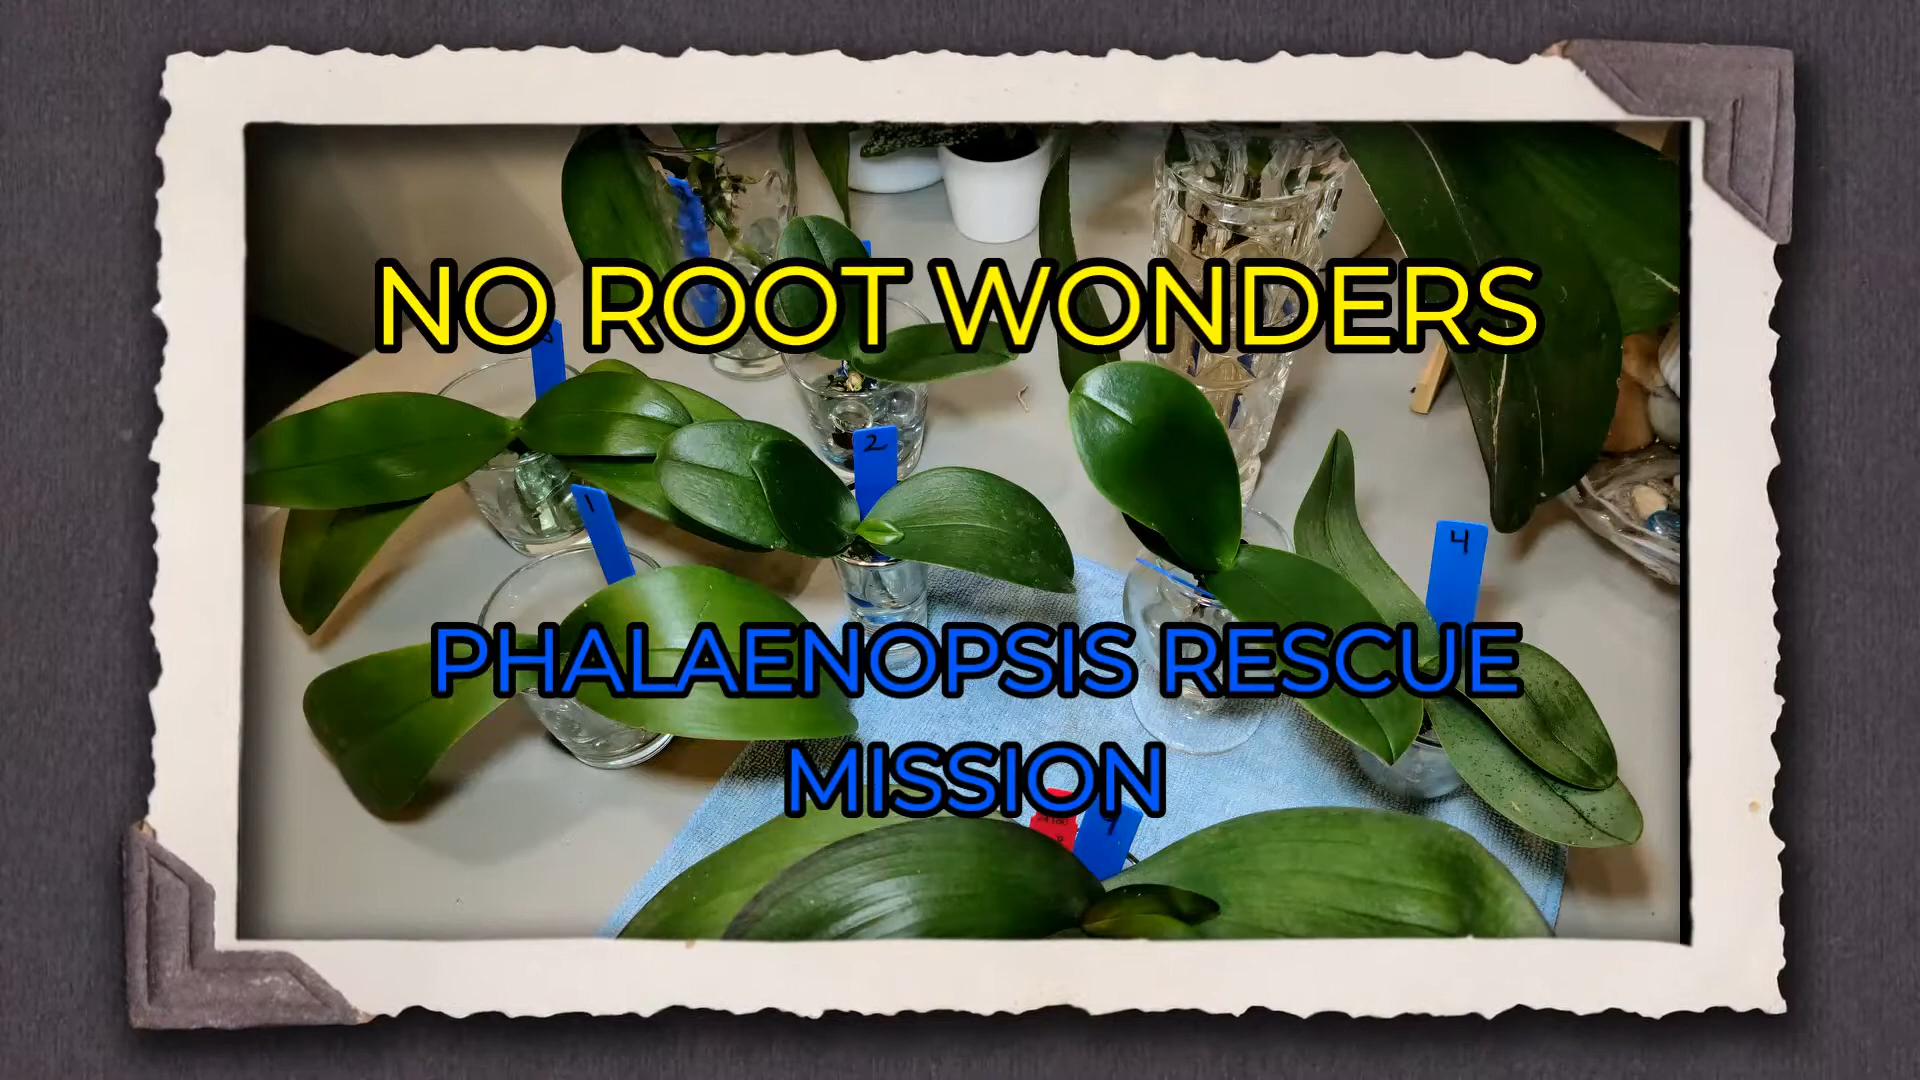 NO ROOT WONDERS
2
1
4
PHALAENOPSIS RESCUE
MISSION